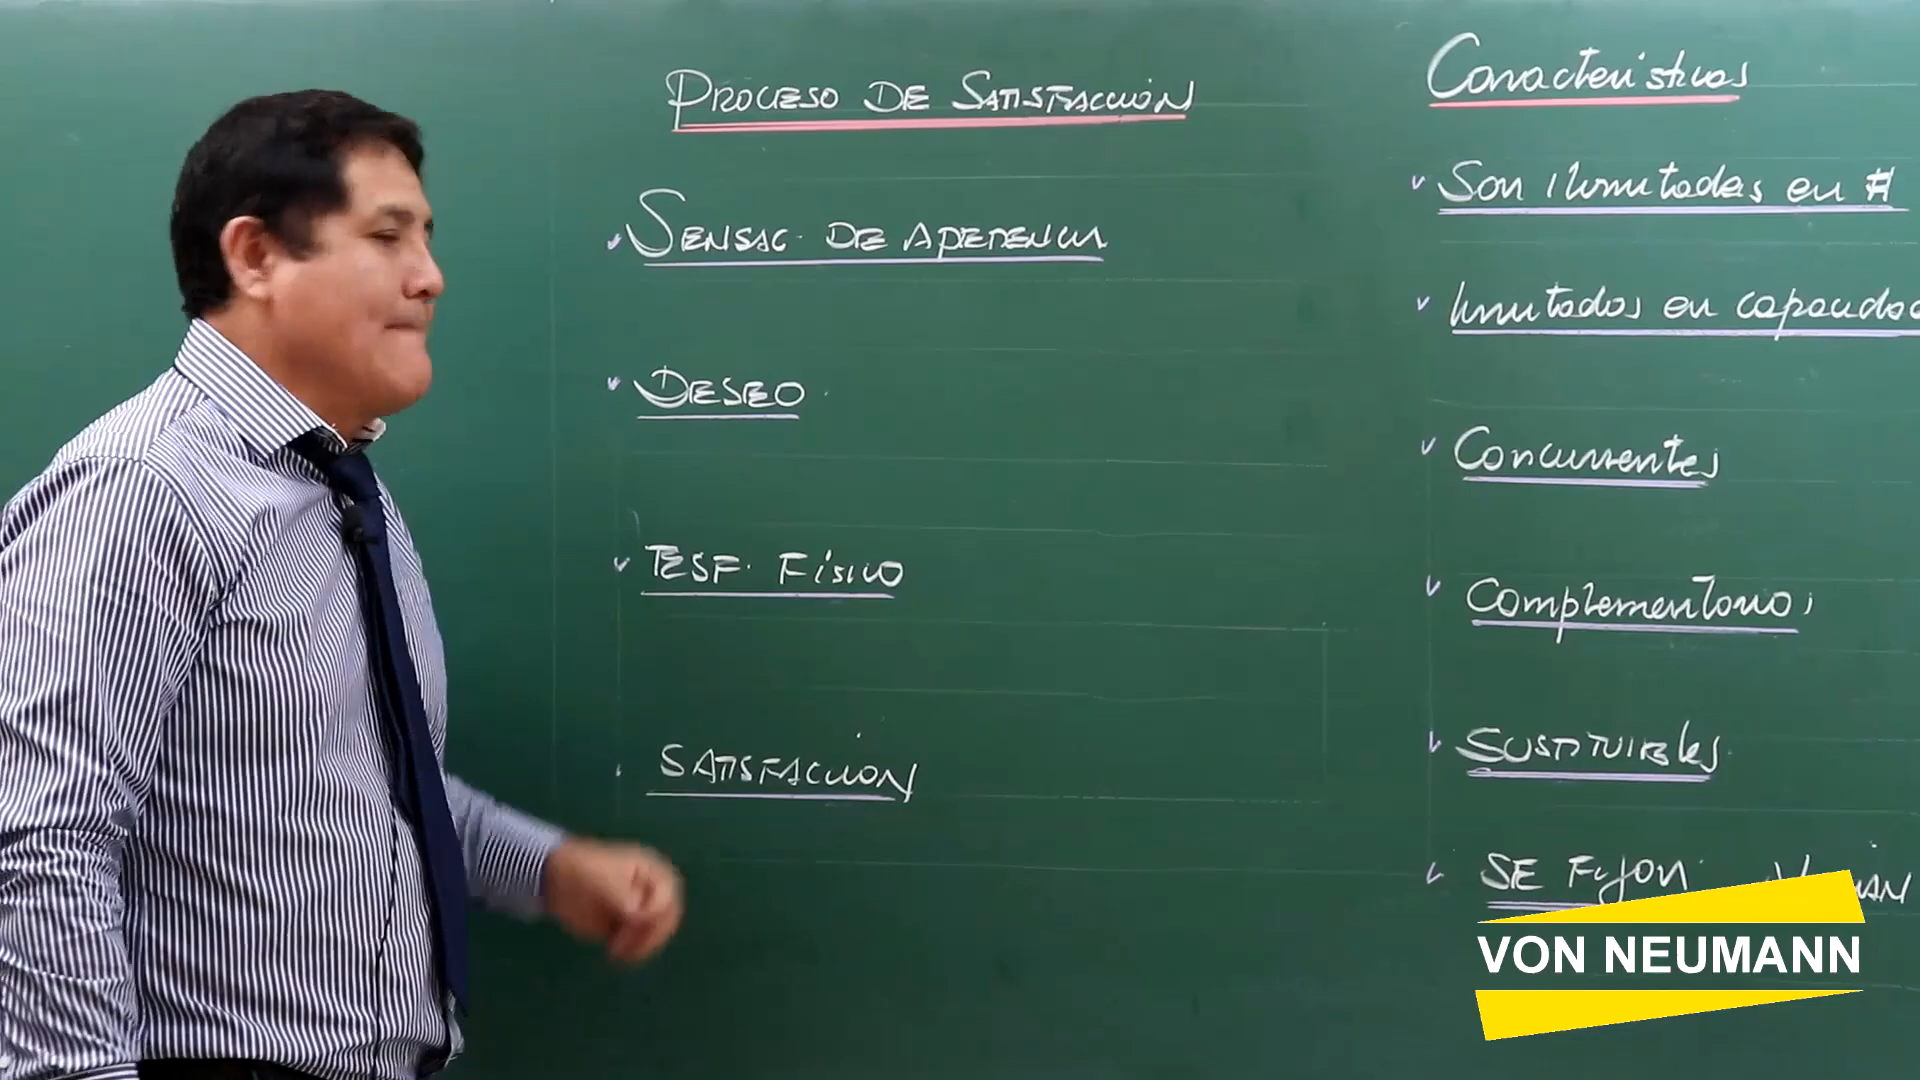 PROCESO DE SATISFACCIÓN
SENSAC. DE APETENCIA
DESEO
ESF. FÍSICO
SATISFACCION
Características
Son ilimitadas en #
limitados en capacidad
Concurrentes
Complementarios
SUSTITUIBLES
SE FIJAN
VON NEUMANN